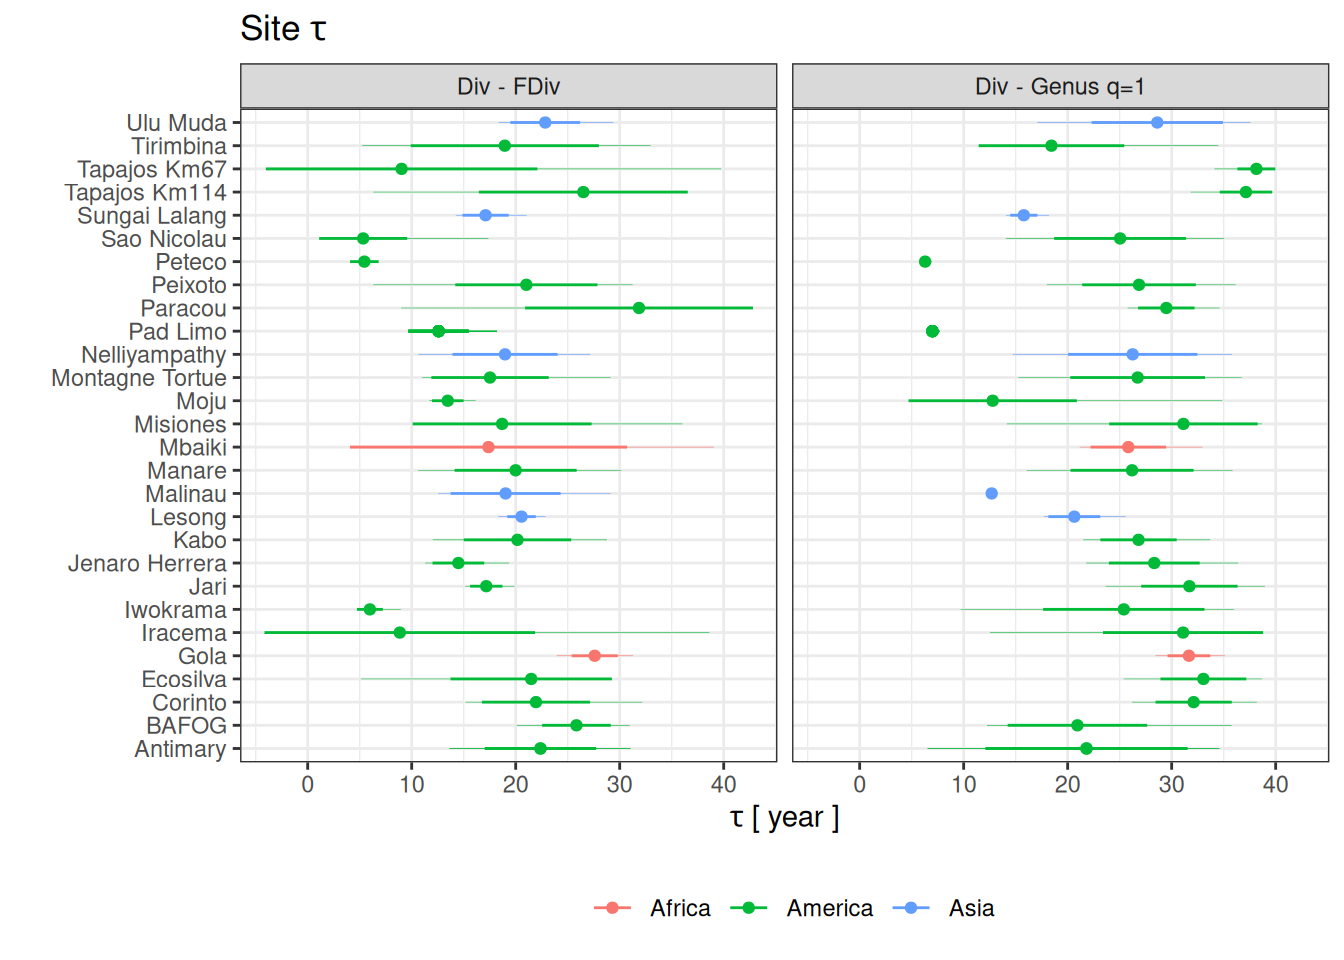 Site τ
Div - FDiv
Div - Genus q=1
Ulu Muda
Tirimbina
Tapajos Km67
Tapajos Km114
Sungai Lalang
Sao Nicolau
Peteco
Peixoto
Paracou
Pad Limo
Nelliyampathy
Montagne Tortue
Moju
Misiones
Mbaiki
Manare
Malinau
Lesong
Kabo
Jenaro Herrera
Jari
Iwokrama
Iracema
Gola
Ecosilva
Corinto
BAFOG
Antimary
0 10 20 30 40
0 10 20 30 40
τ [ year ]
Africa America Asia